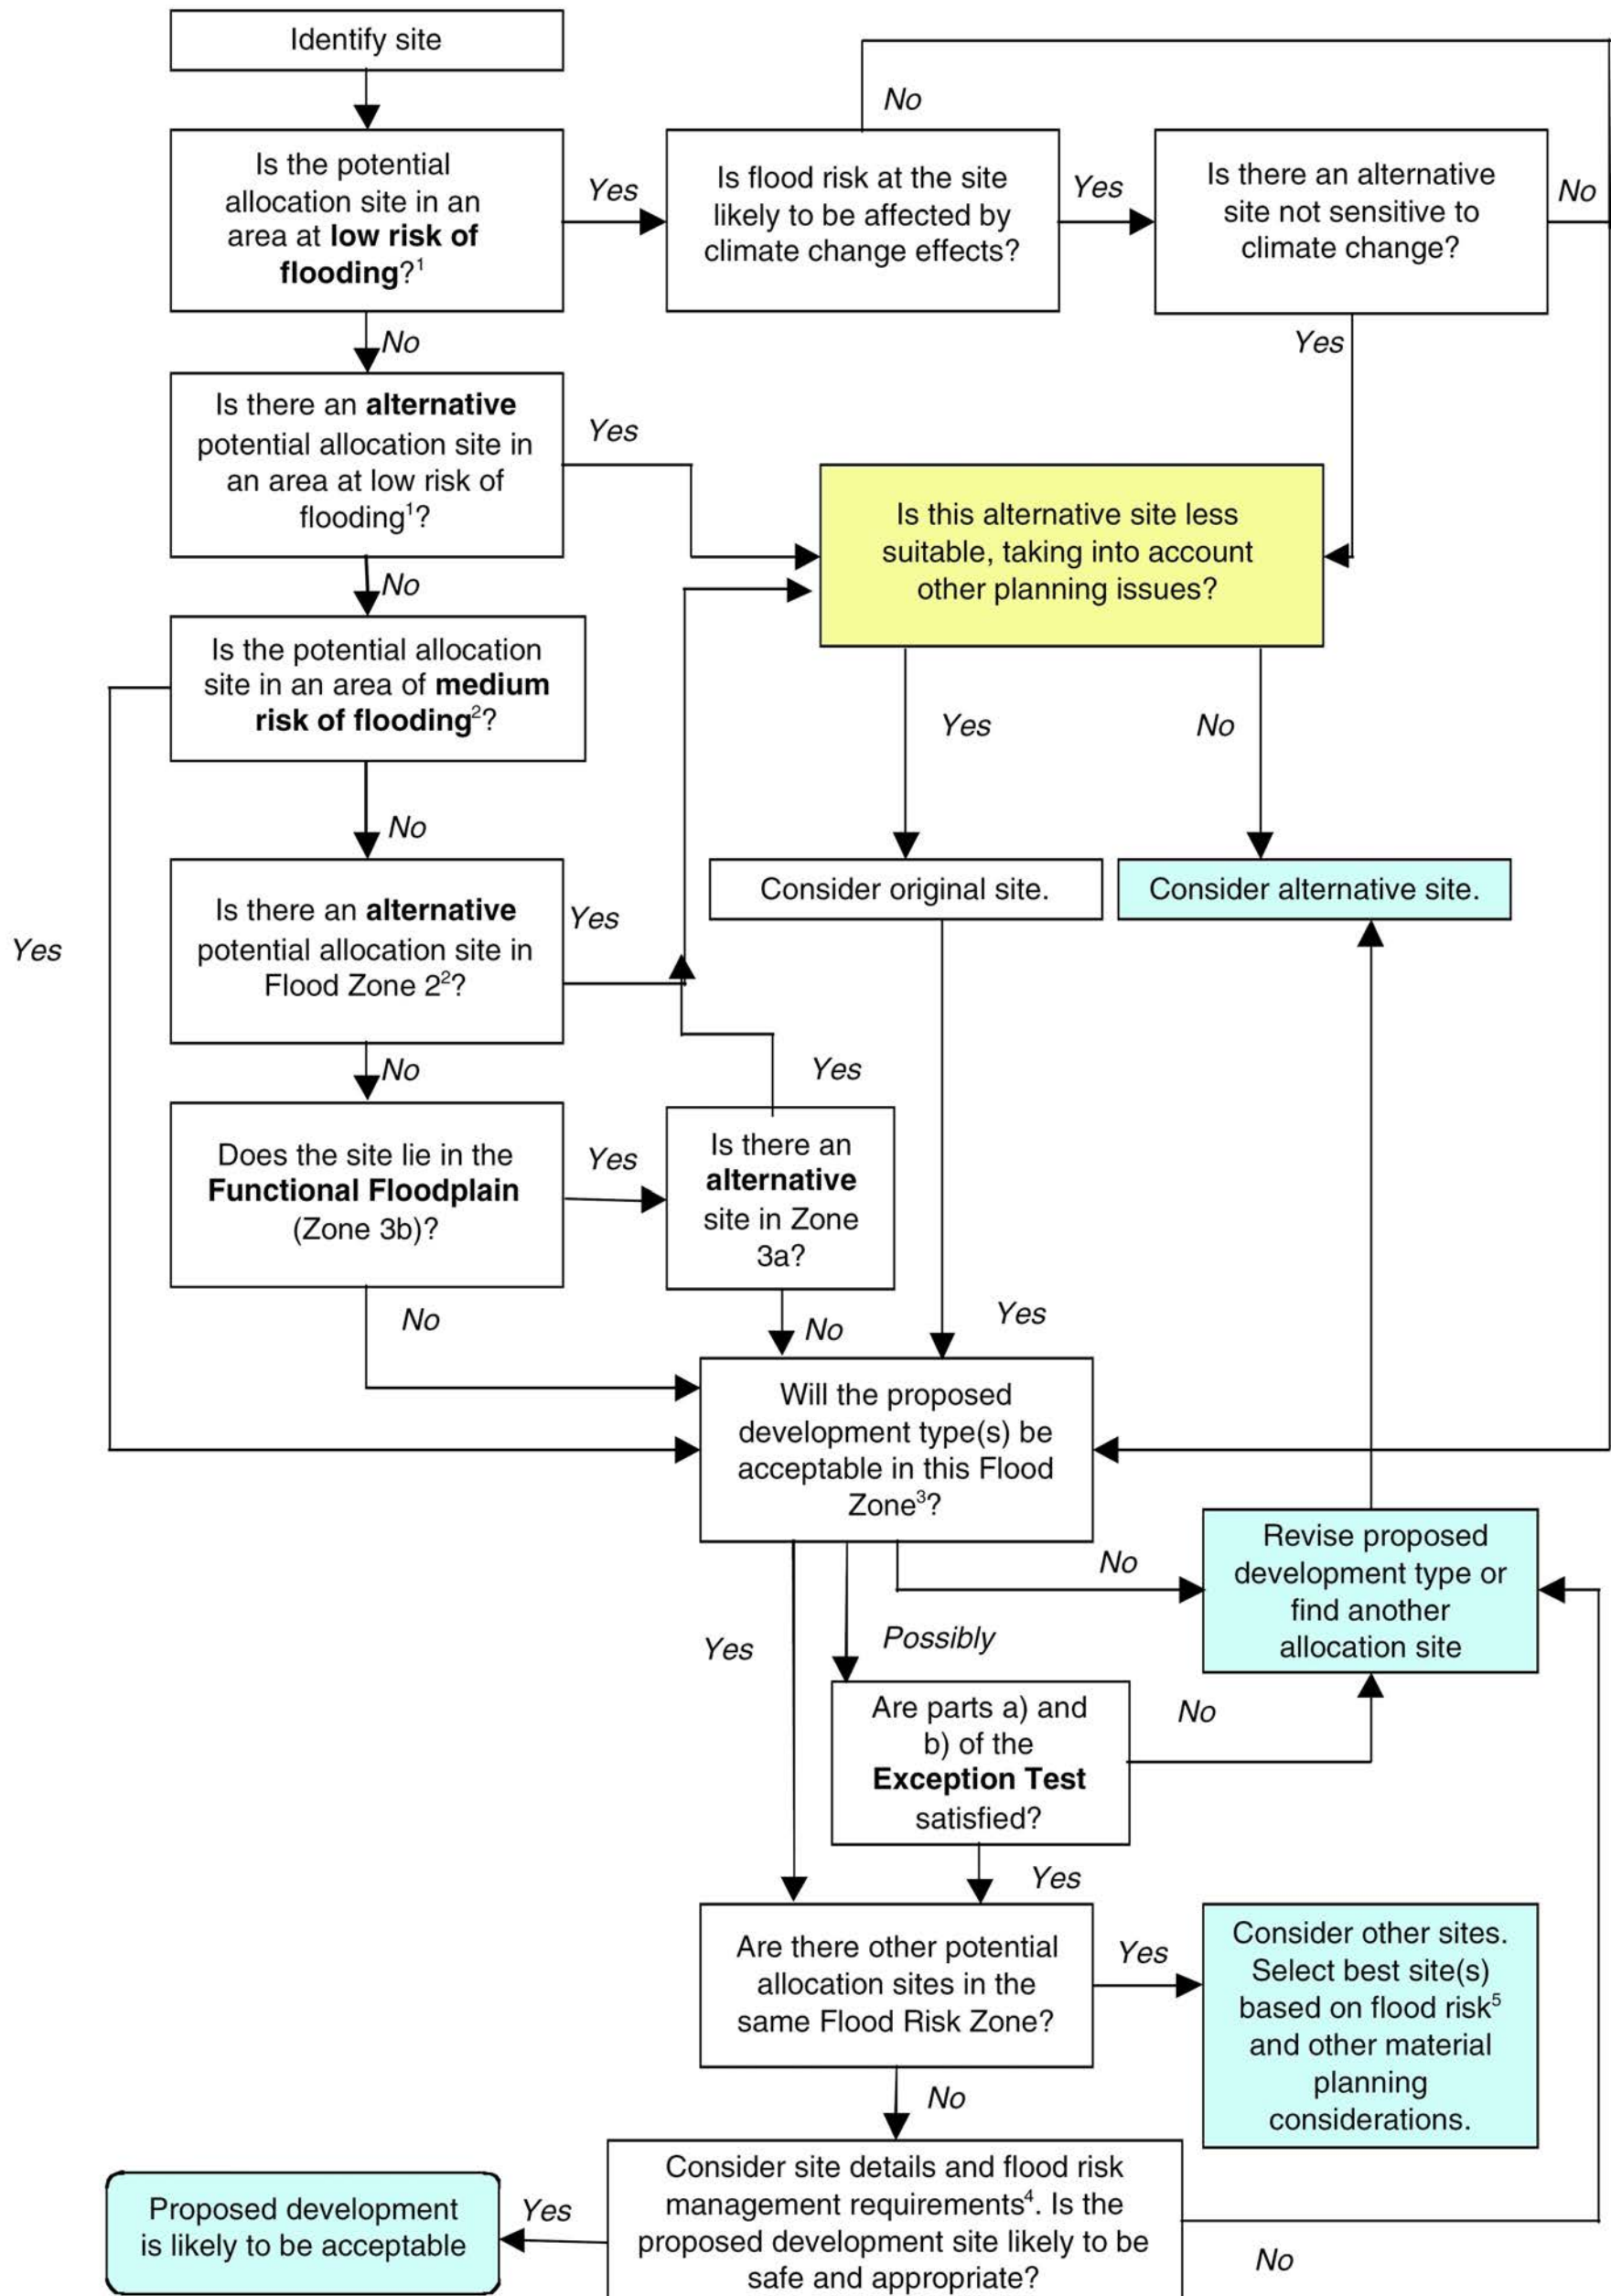 Identify site
No
Is the potential
allocation site in an
area at low risk of
flooding?¹
Yes
Is flood risk at the site
likely to be affected by
climate change effects?
Yes
Is there an alternative
site not sensitive to
climate change?
No
No
Yes
Is there an alternative
potential allocation site in
an area at low risk of
flooding¹?
Yes
Is this alternative site less
suitable, taking into account
other planning issues?
No
Is the potential allocation
site in an area of medium
risk of flooding²?
Yes
No
No
Yes
Is there an alternative
potential allocation site in
Flood Zone 2²?
Yes
Consider original site.
Consider alternative site.
No
Yes
Does the site lie in the
Functional Floodplain
(Zone 3b)?
Yes
Is there an
alternative
site in Zone
3a?
No
No
Yes
Will the proposed
development type(s) be
acceptable in this Flood
Zone³?
No
Revise proposed
development type or
find another
allocation site
Yes
Possibly
Are parts a) and
b) of the
Exception Test
satisfied?
No
Yes
Are there other potential
allocation sites in the
same Flood Risk Zone?
Yes
Consider other sites.
Select best site(s)
based on flood risk⁵
and other material
planning
considerations.
No
Consider site details and flood risk
management requirements⁴. Is the
proposed development site likely to be
safe and appropriate?
Yes
Proposed development
is likely to be acceptable
No